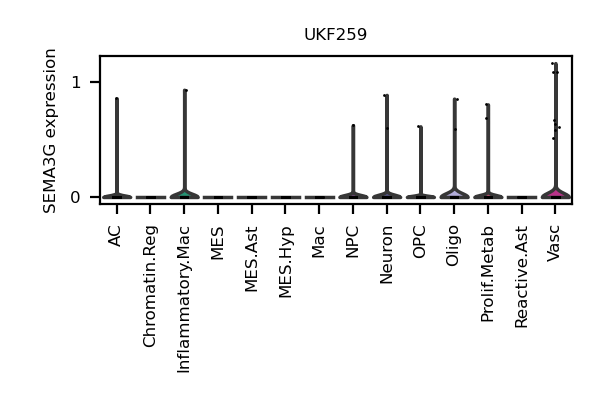 UKF259
SEMA3G expression
1
0
AC
Chromatin.Reg
Inflammatory.Mac
MES
MES.Ast
MES.Hyp
Mac
NPC
Neuron
OPC
Oligo
Prolif.Metab
Reactive.Ast
Vasc